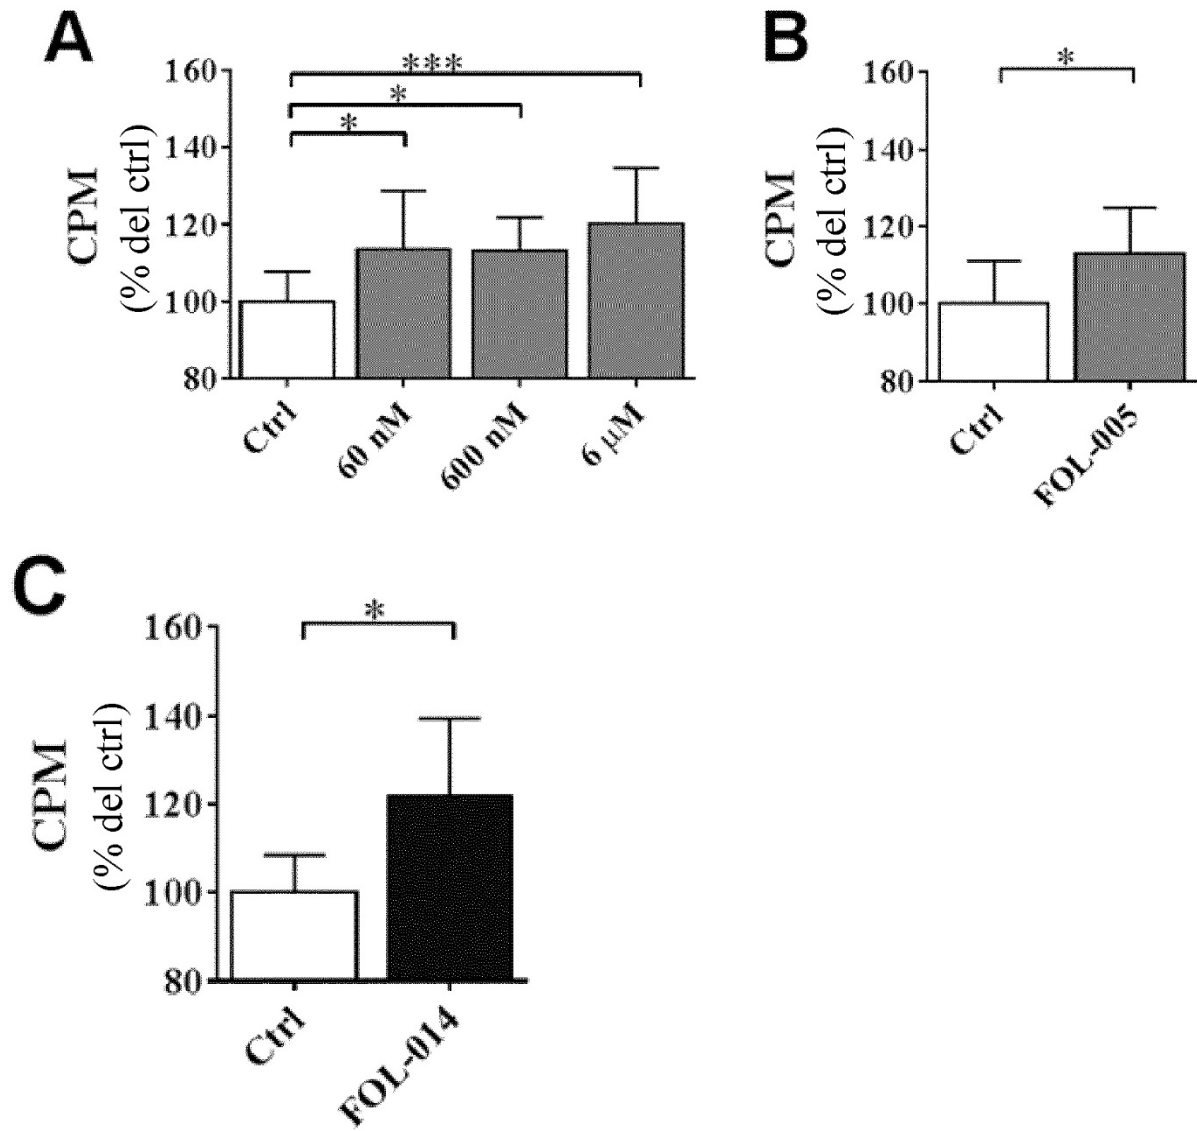 A
CPM
(% del ctrl)
160
140
120
100
80
***
*
*
Ctrl
60 nM
600 nM
6 µM
B
CPM
(% del ctrl)
160
140
120
100
80
*
Ctrl
FOL-005
C
CPM
(% del ctrl)
160
140
120
100
80
*
Ctrl
FOL-014